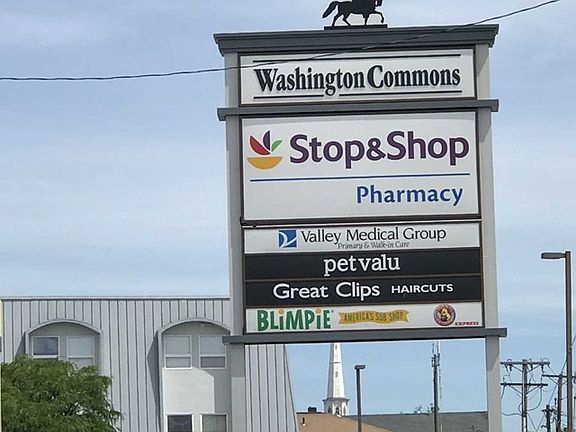 Washington Commons
Stop&Shop
Pharmacy
Valley Medical Group
Primary & Walk-in Care
petvalu
Great Clips HAIRCUTS
BLIMPIE AMERICA'S SUB SHOP EXPRESS